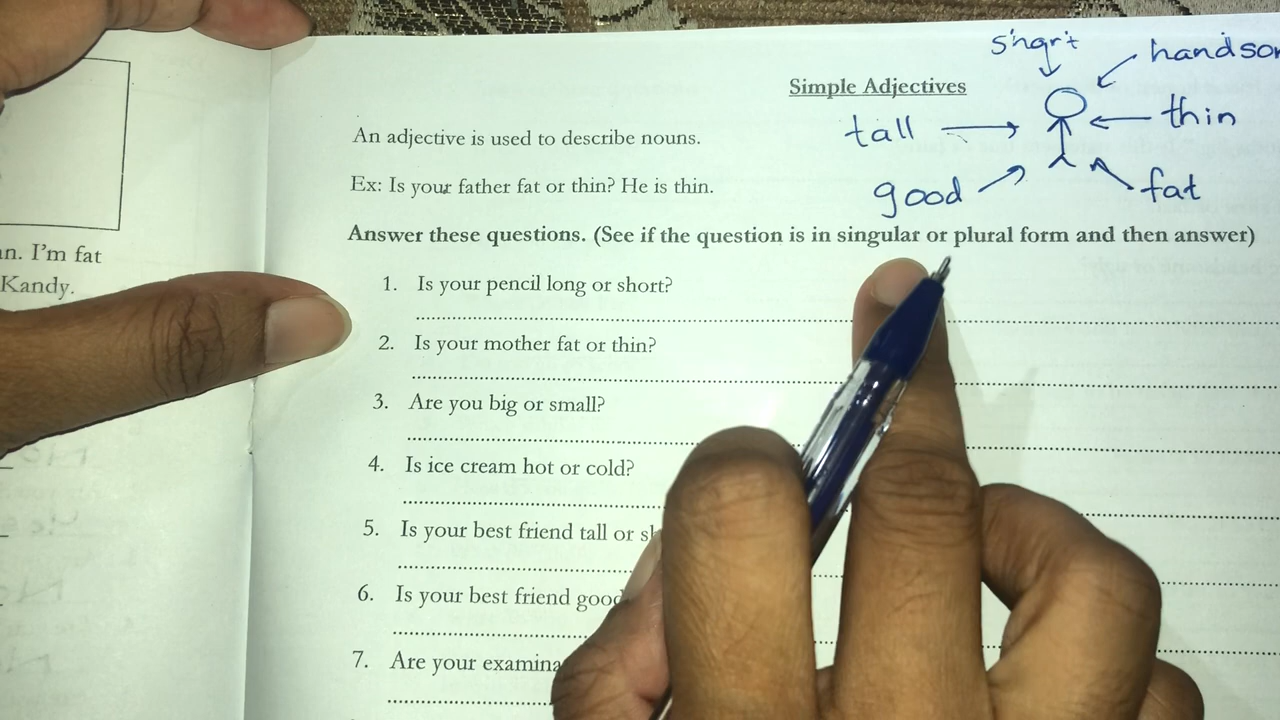 short
handsom
Simple Adjectives
tall
thin
An adjective is used to describe nouns.
good
fat
Ex: Is your father fat or thin? He is thin.
Answer these questions. (See if the question is in singular or plural form and then answer)
1. Is your pencil long or short?
2. Is your mother fat or thin?
3. Are you big or small?
4. Is ice cream hot or cold?
5. Is your best friend tall or sh
6. Is your best friend good
7. Are your examina
n. I'm fat
Kandy.